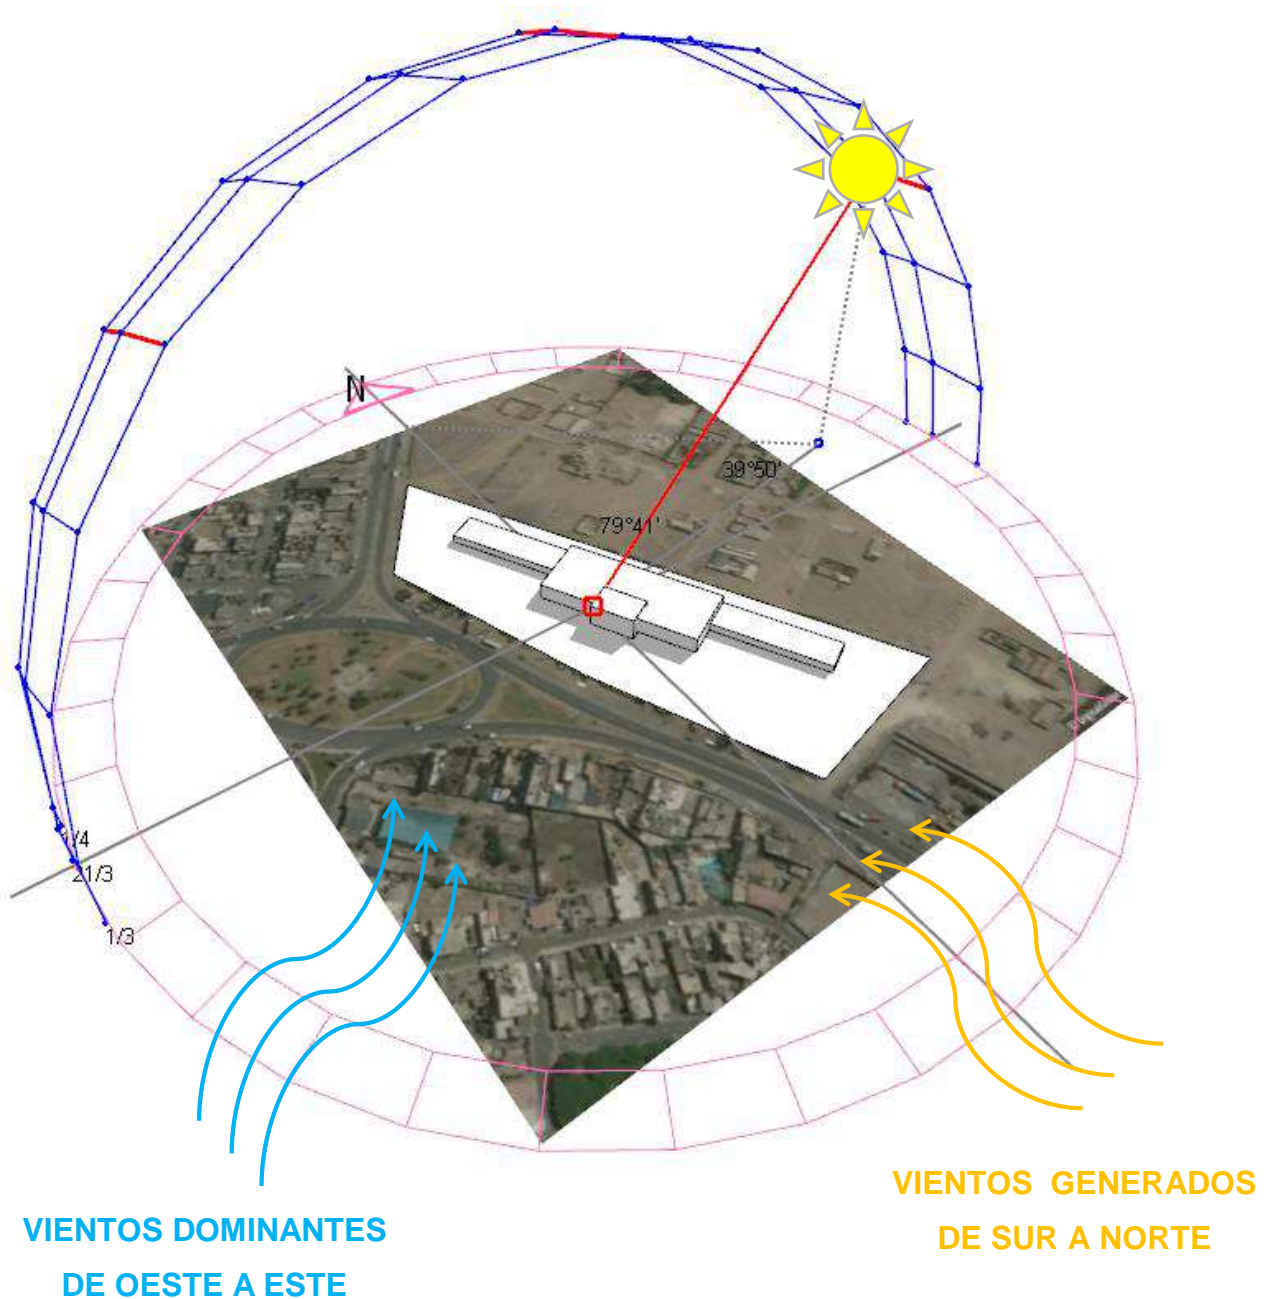 N
39°50'
79°41'
1/4
21/3
1/3
VIENTOS GENERADOS
DE SUR A NORTE
VIENTOS DOMINANTES
DE OESTE A ESTE